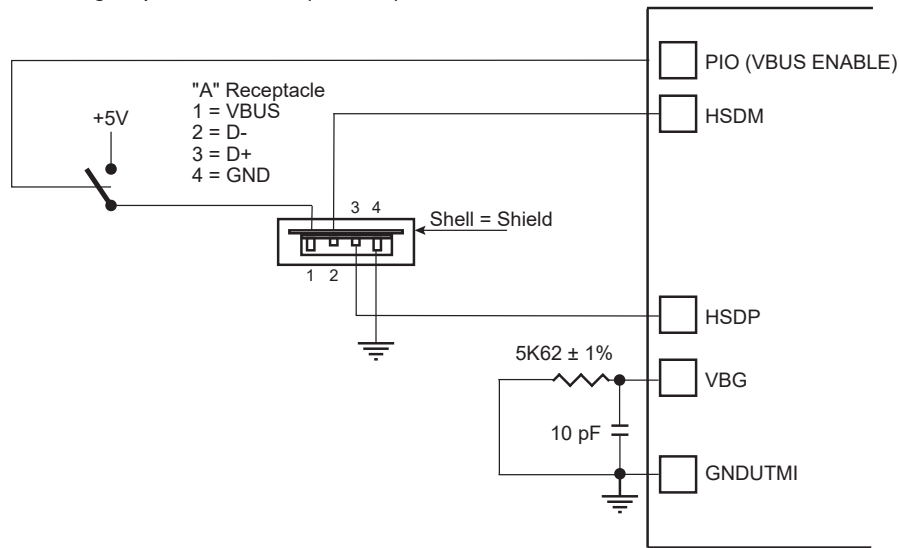 PIO (VBUS ENABLE)
"A" Receptacle
1 = VBUS
2 = D-
3 = D+
4 = GND
+5V
HSDM
3 4
Shell = Shield
1 2
HSDP
5K62 ± 1%
VBG
10 pF
GNDUTMI